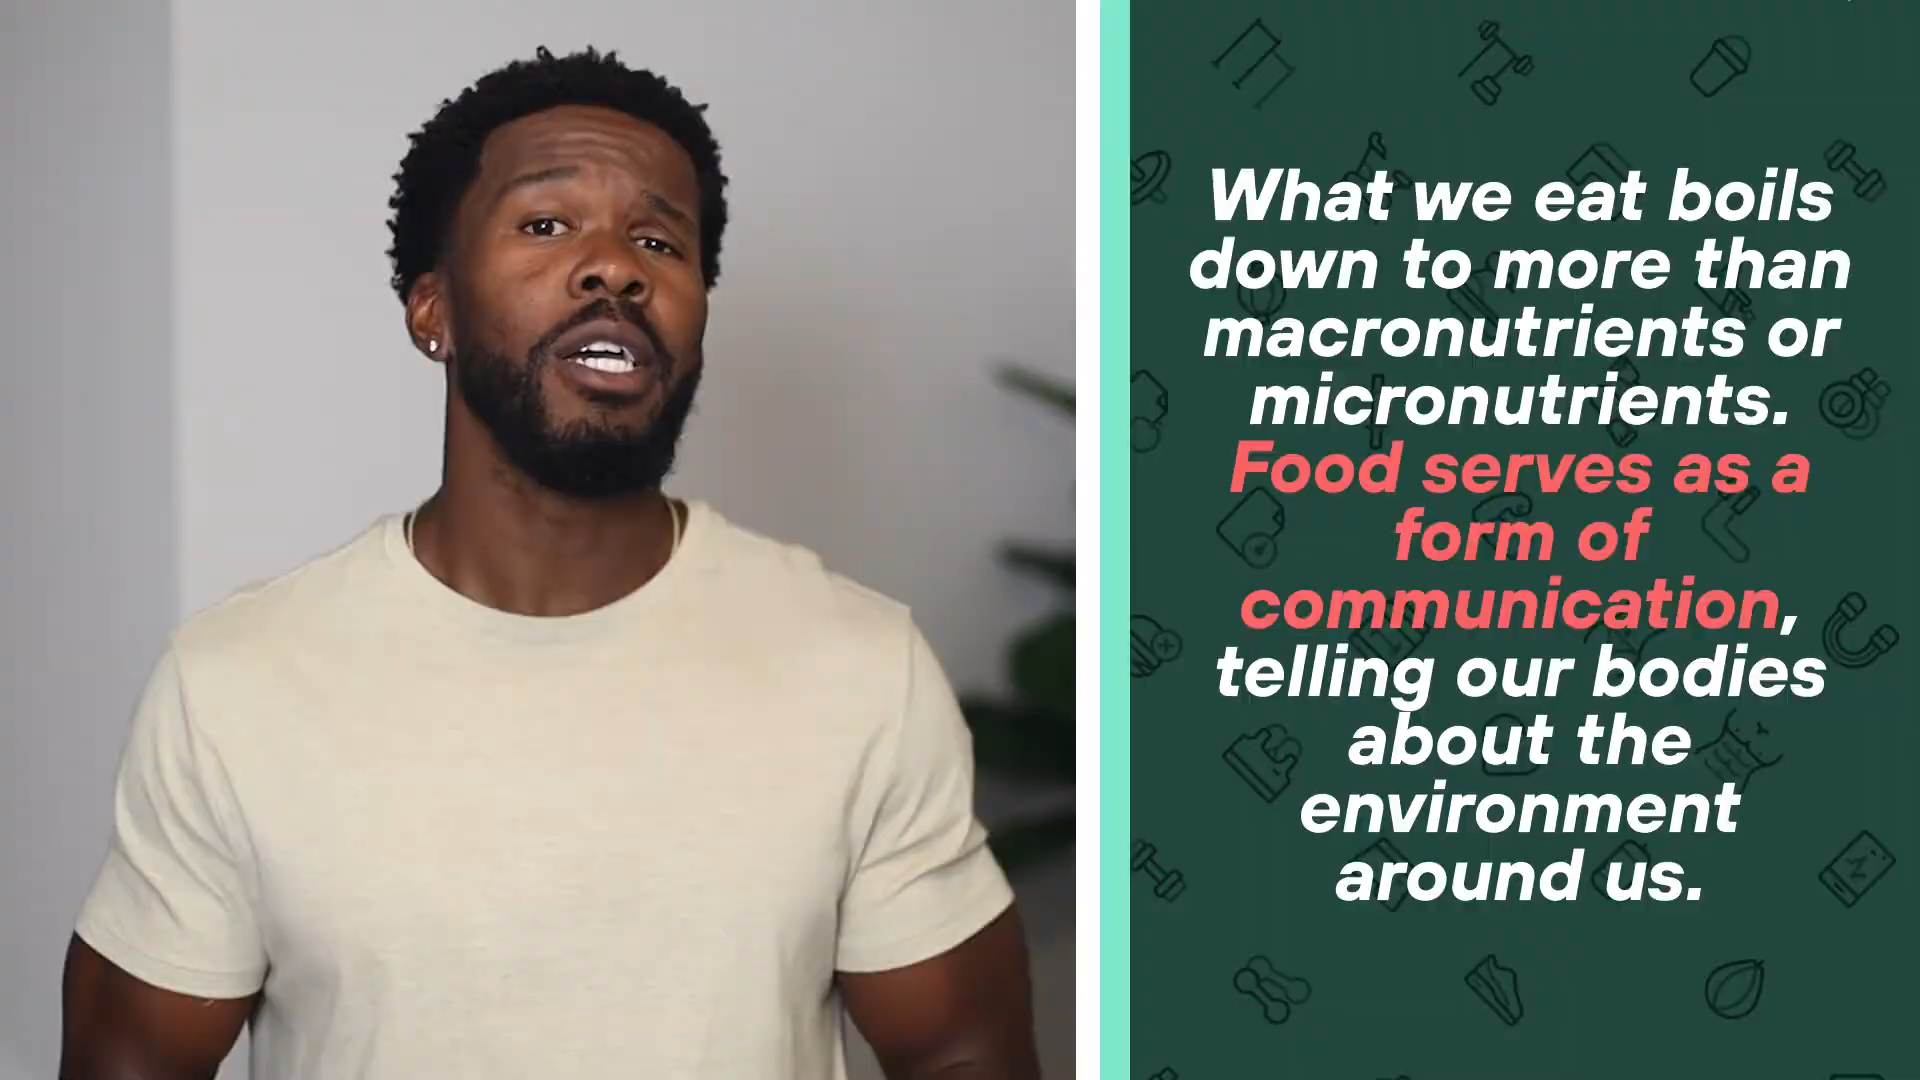 What we eat boils
down to more than
macronutrients or
micronutrients.
Food serves as a
form of
communication,
telling our bodies
about the
environment
around us.